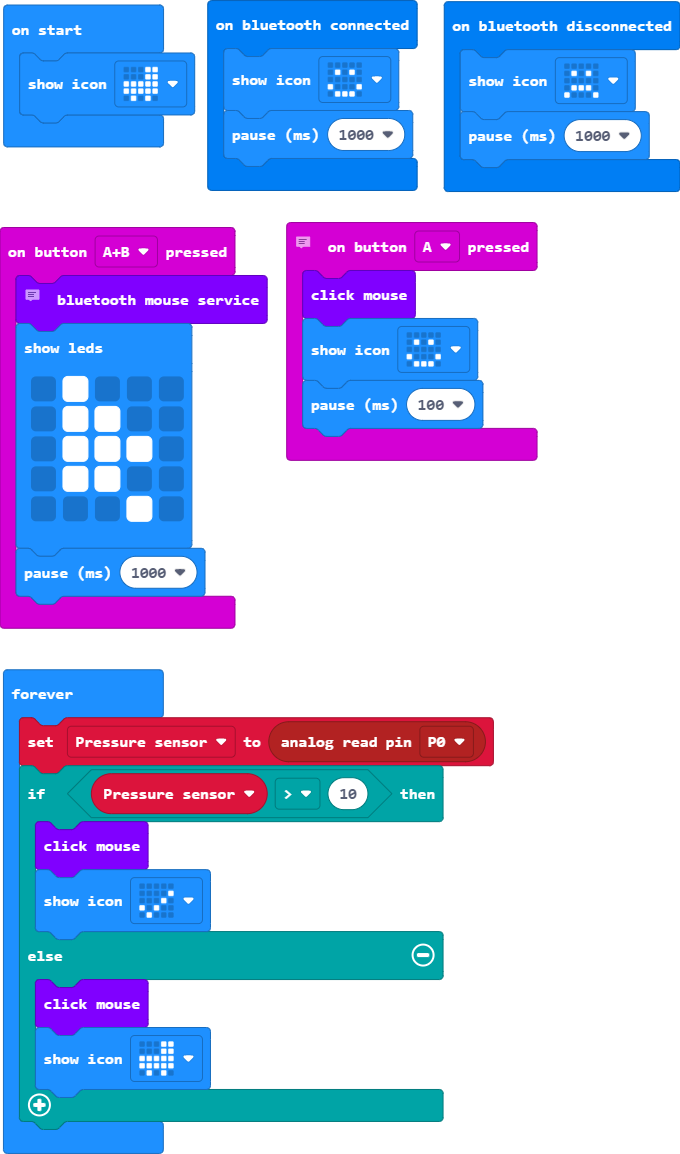 on start
show icon
on bluetooth connected
show icon
pause (ms) 1000
on bluetooth disconnected
show icon
pause (ms) 1000
on button A+B pressed
bluetooth mouse service
show leds
pause (ms) 1000
on button A pressed
click mouse
show icon
pause (ms) 100
forever
set Pressure sensor to analog read pin P0
if Pressure sensor > 10 then
click mouse
show icon
else
click mouse
show icon